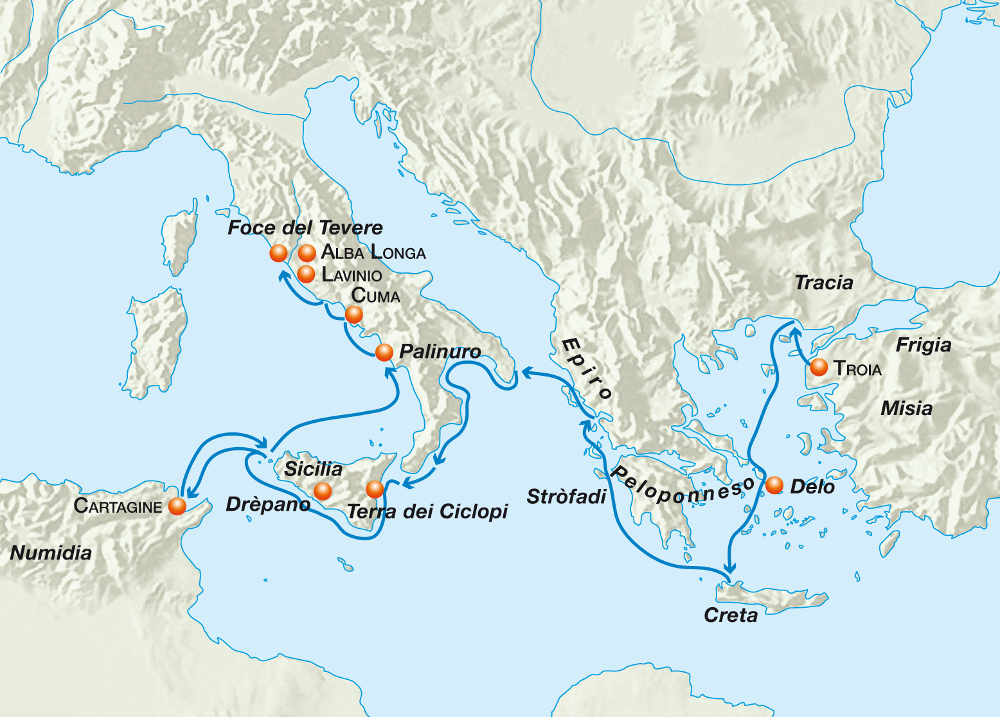 Foce del Tevere
ALBA LONGA
LAVINIO
CUMA
Tracia
Frigia
Palinuro
Epiro
TROIA
Misia
Sicilia
Peloponneso
Delo
Stròfadi
CARTAGINE
Drèpano
Terra dei Ciclopi
Numidia
Creta